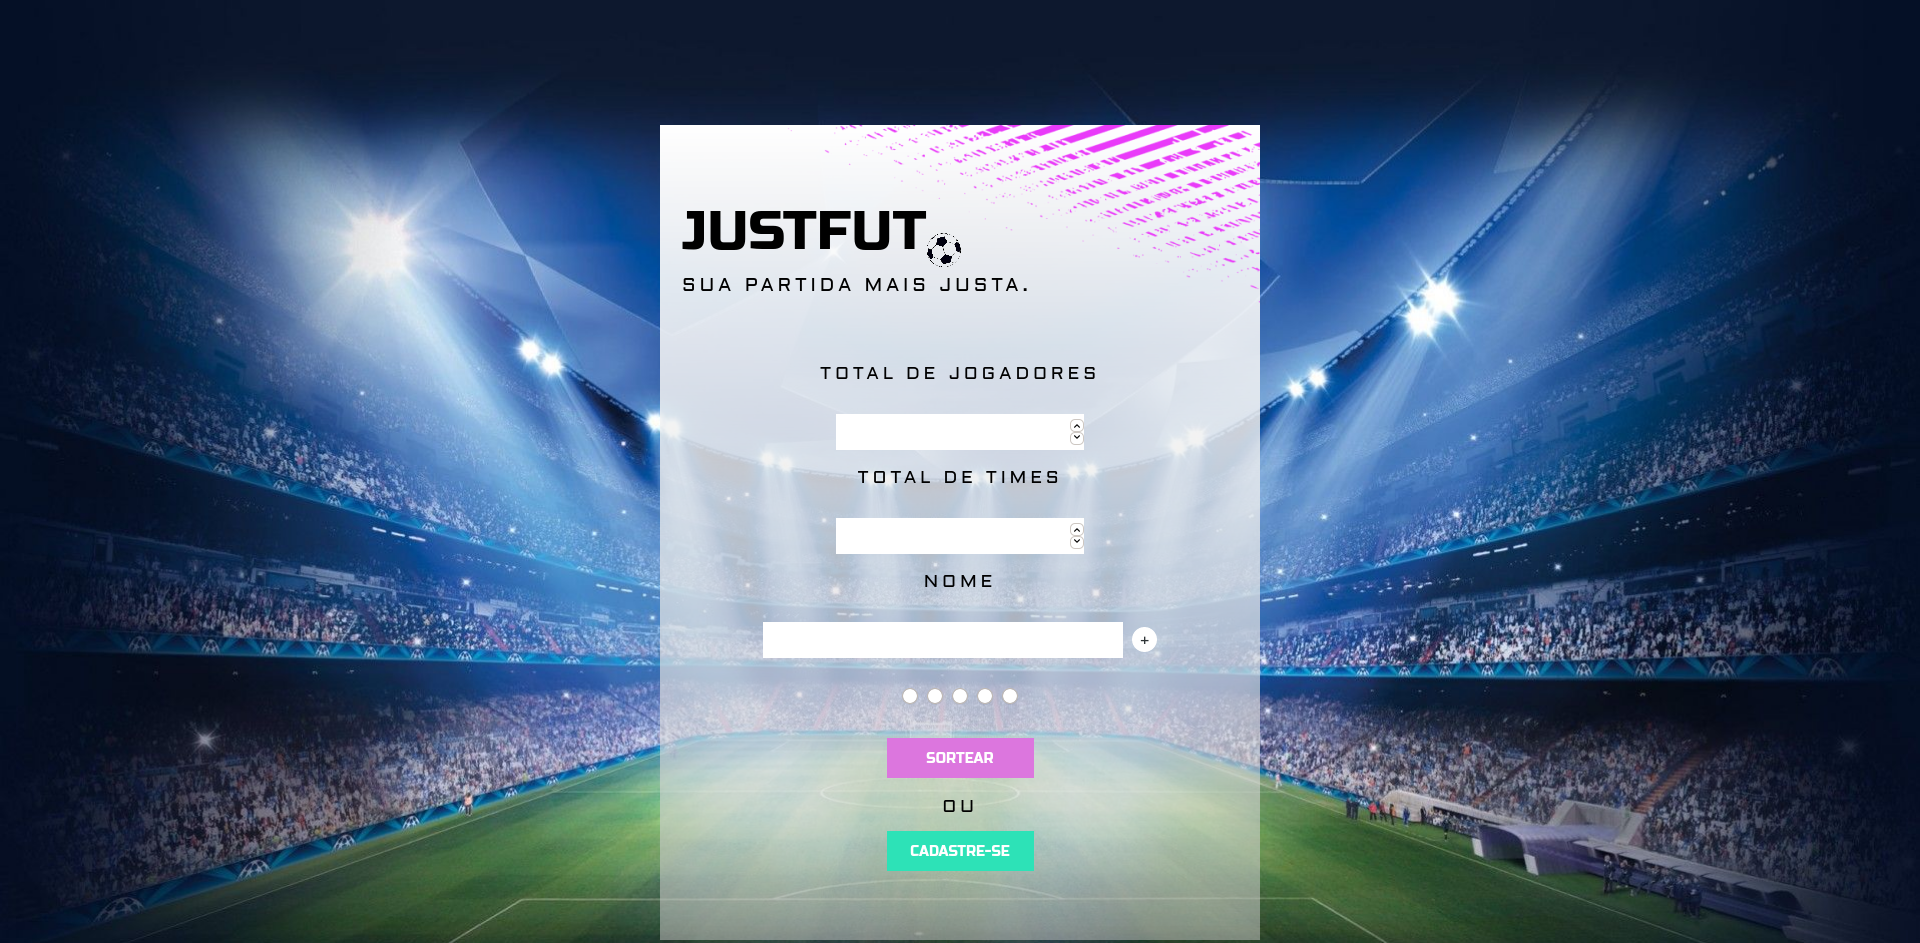 JUSTFUT
SUA PARTIDA MAIS JUSTA.
TOTAL DE JOGADORES
TOTAL DE TIMES
NOME
+
SORTEAR
OU
CADASTRE-SE